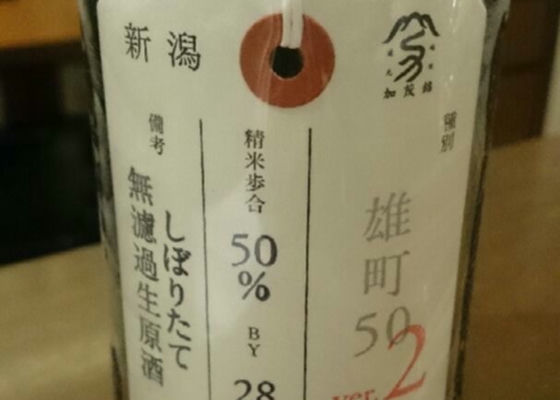 加茂錦
種別
雄町
50
ver.2
精米歩合
50
%
BY
28
新潟
備考
しぼりたて
無濾過生原酒